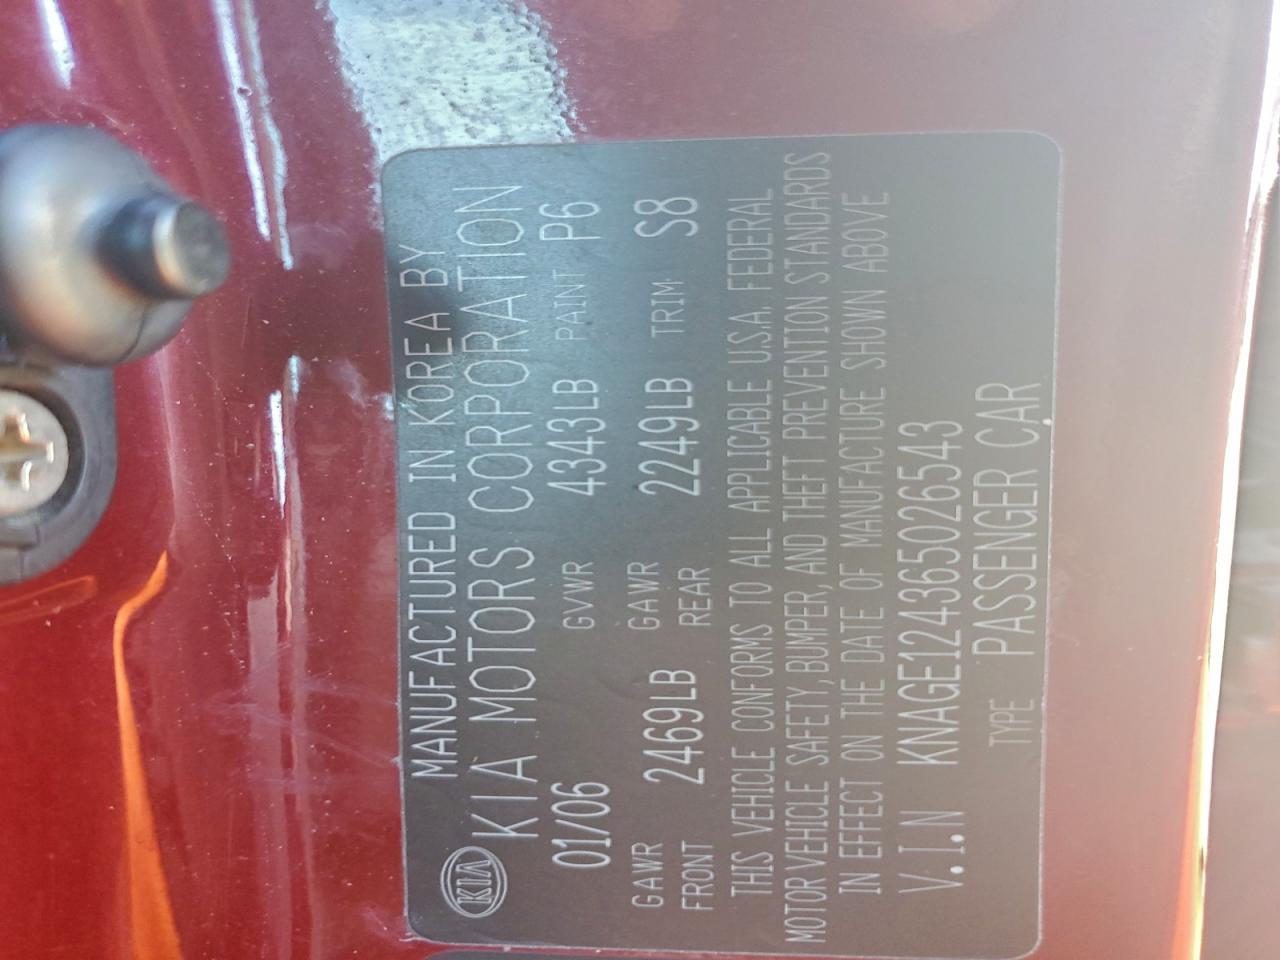 KIA
MANUFACTURED IN KOREA BY
KIA MOTORS CORPORATION
01/06 GVWR 4343LB PAINT P6
GAWR FRONT 2469LB GAWR REAR 2249LB TRIM S8
THIS VEHICLE CONFORMS TO ALL APPLICABLE U.S.A. FEDERAL
MOTOR VEHICLE SAFETY, BUMPER, AND THEFT PREVENTION STANDARDS
IN EFFECT ON THE DATE OF MANUFACTURE SHOWN ABOVE
V.I.N KNAGE124365026543
TYPE PASSENGER CAR